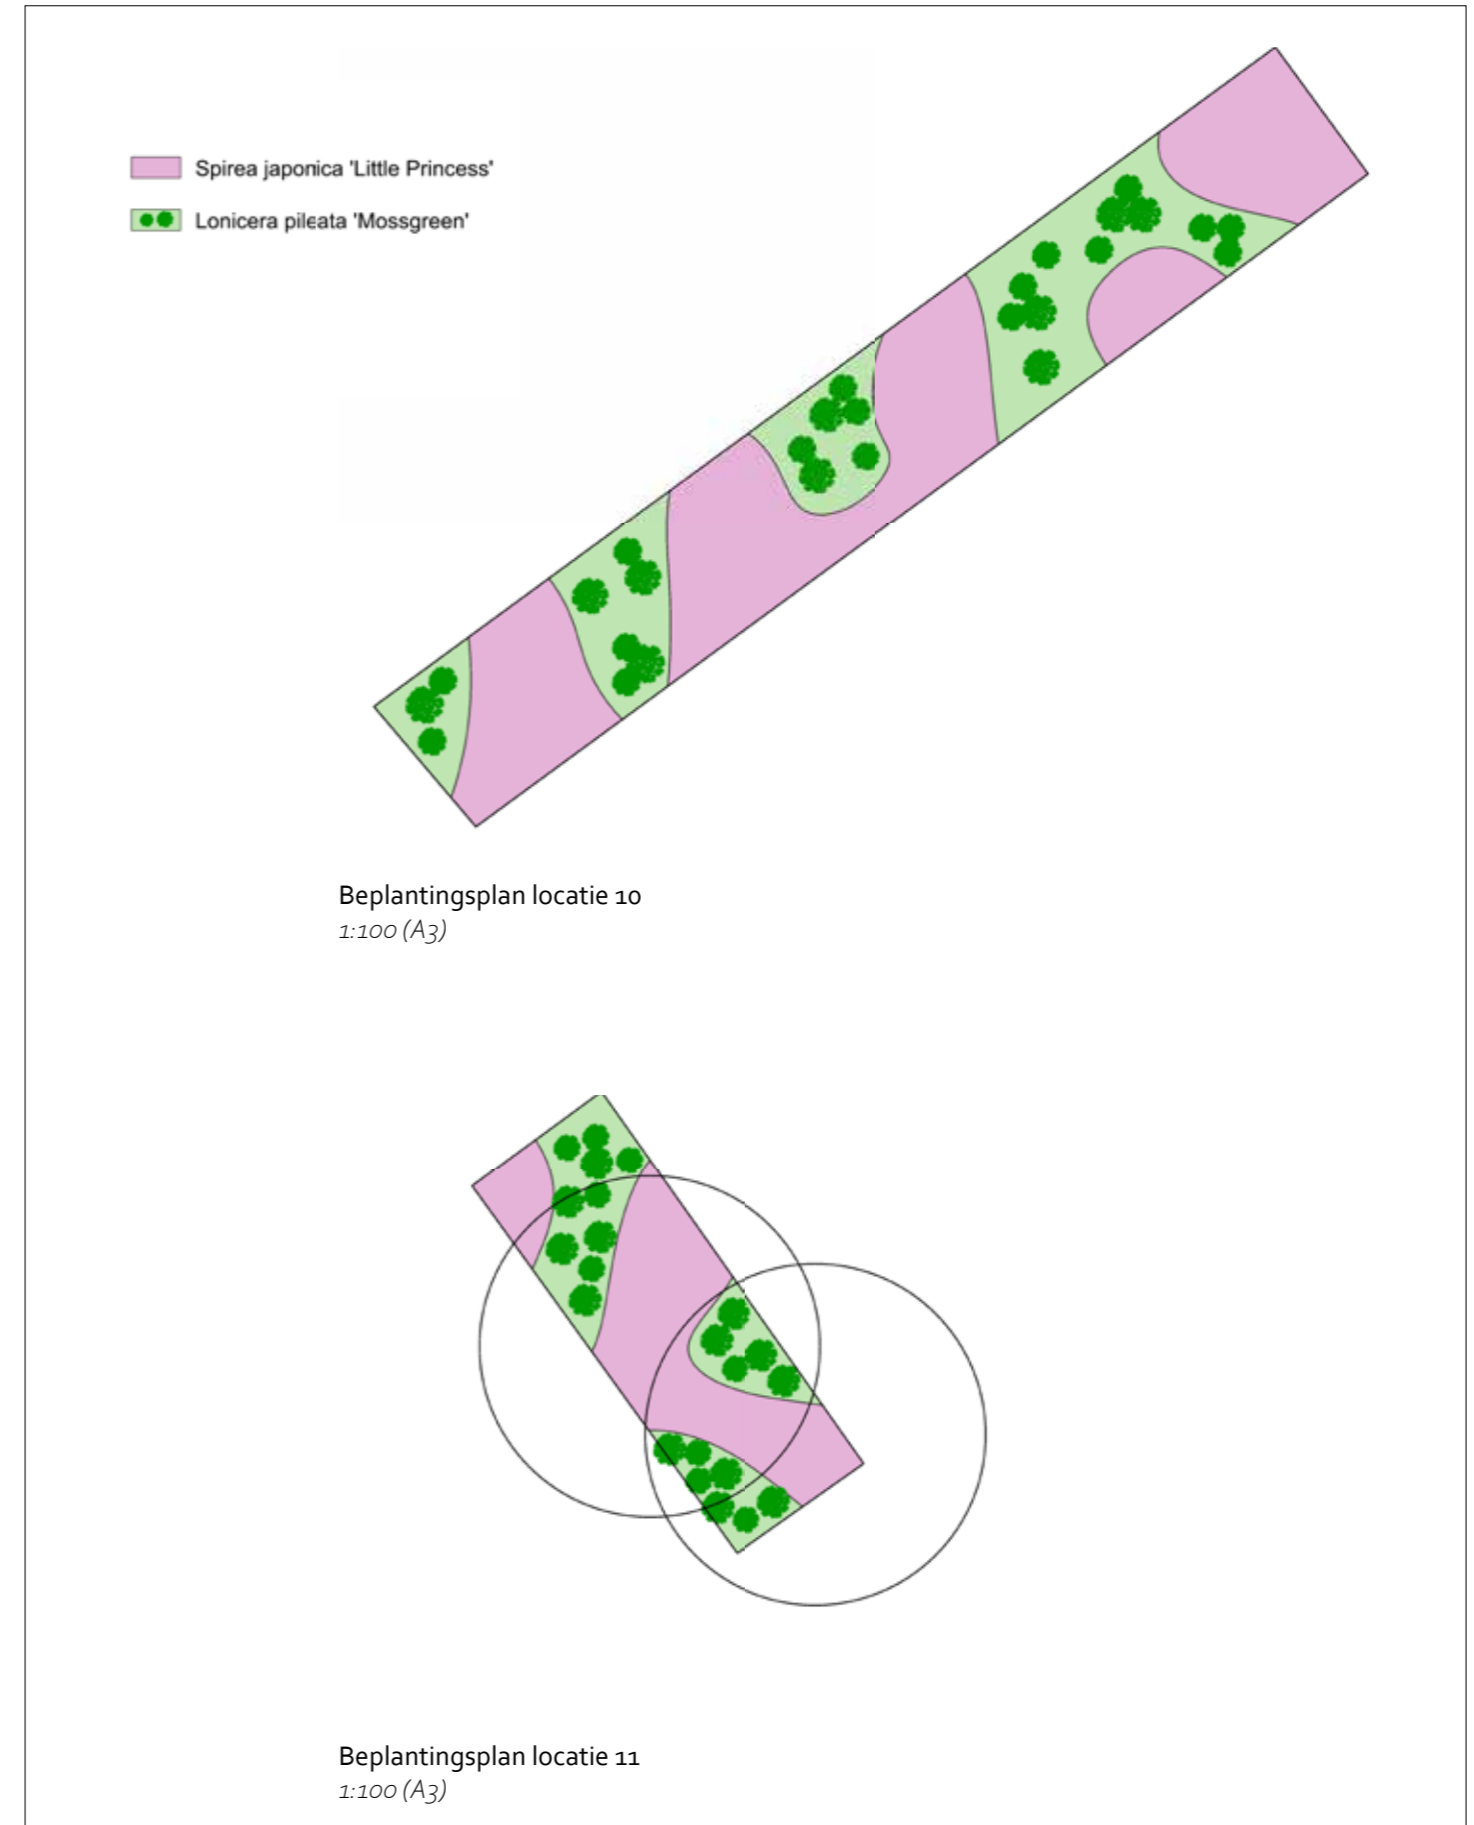 Spirea japonica 'Little Princess'
Lonicera pileata 'Mossgreen'
Beplantingsplan locatie 10
1:100 (A3)
Beplantingsplan locatie 11
1:100 (A3)